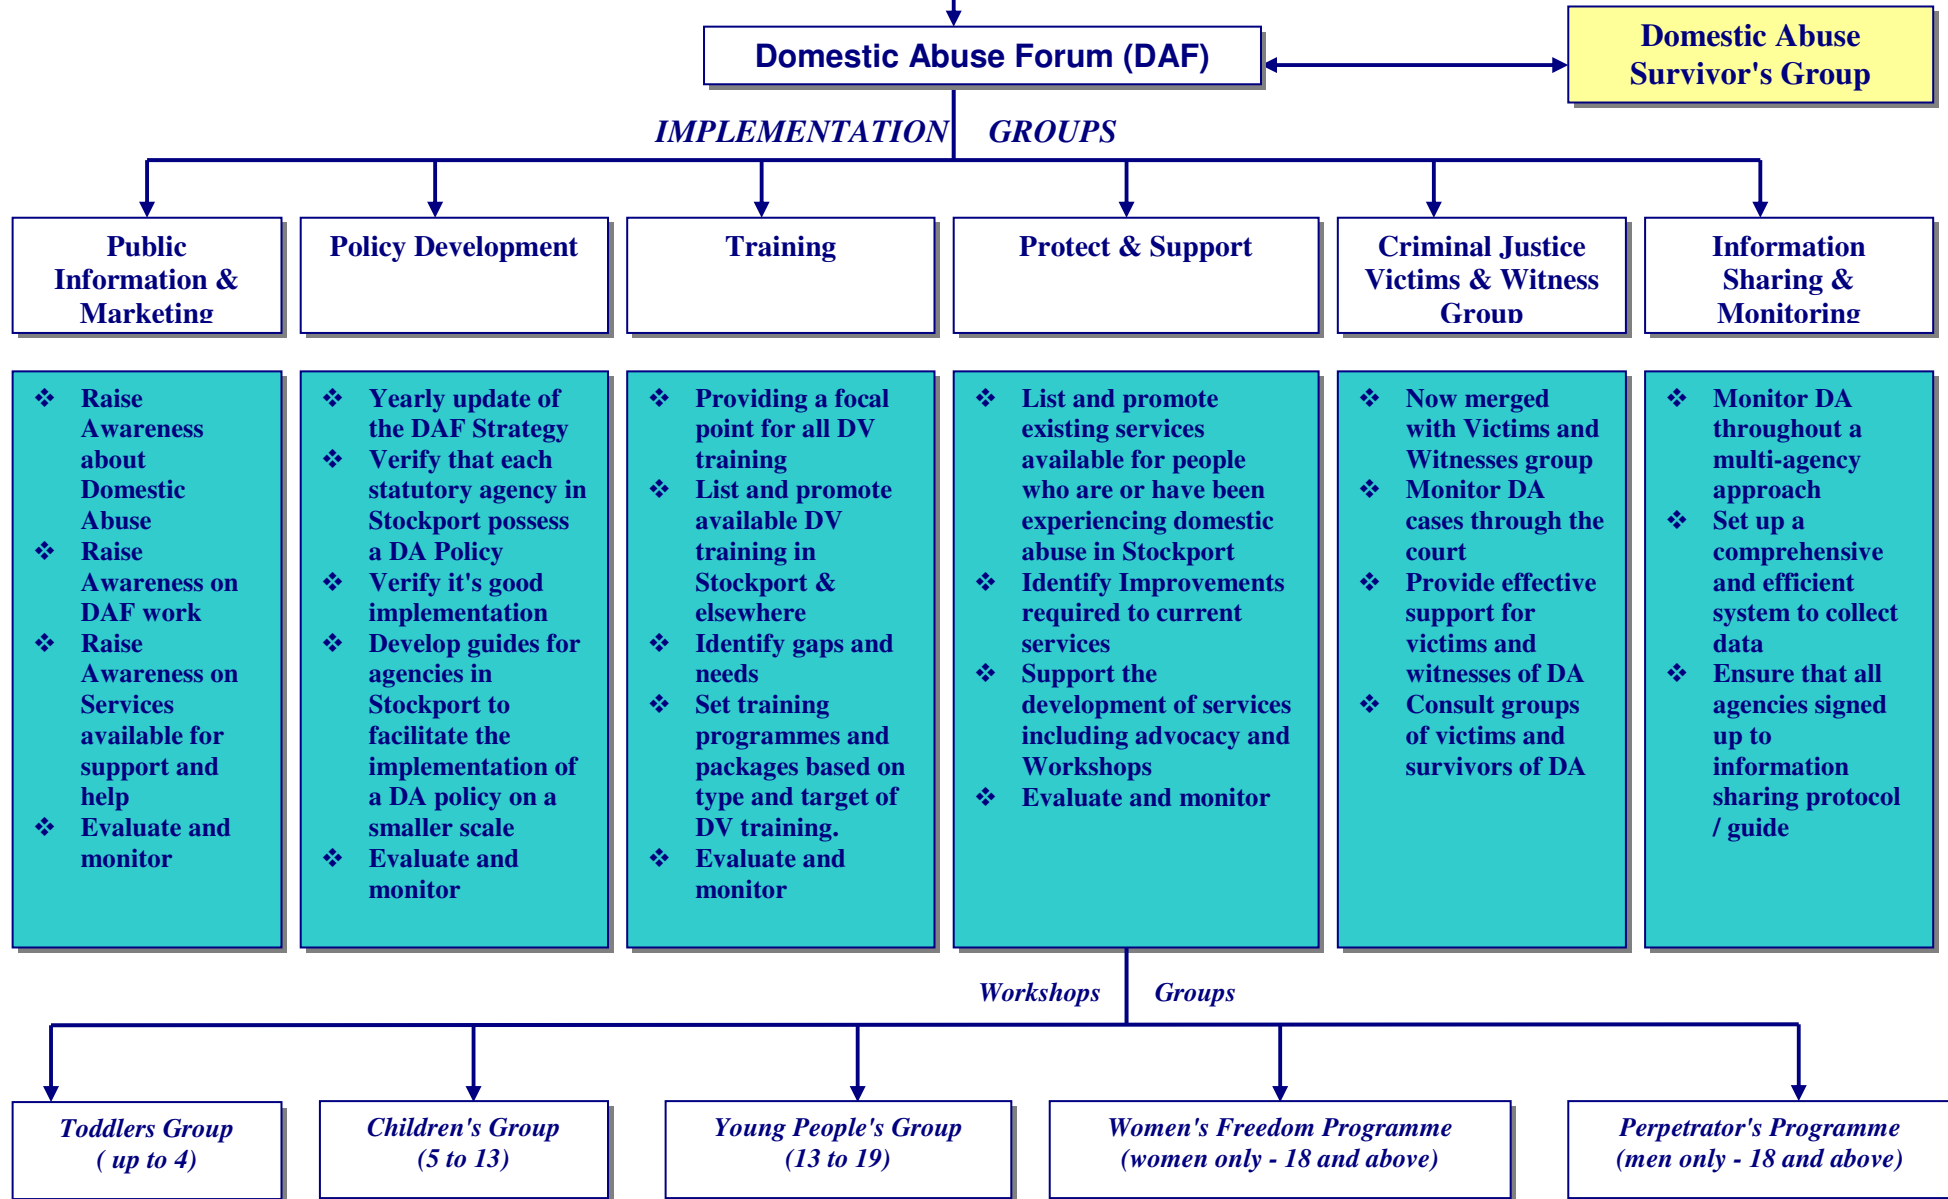 Domestic Abuse Forum (DAF)
Domestic Abuse
Survivor's Group
IMPLEMENTATION GROUPS
Public
Information &
Marketing
Policy Development
Training
Protect & Support
Criminal Justice
Victims & Witness
Group
Information
Sharing &
Monitoring
❖ Raise
Awareness
about
Domestic
Abuse
❖ Raise
Awareness on
DAF work
❖ Raise
Awareness on
Services
available for
support and
help
❖ Evaluate and
monitor
❖ Yearly update of
the DAF Strategy
❖ Verify that each
statutory agency in
Stockport possess
a DA Policy
❖ Verify it's good
implementation
❖ Develop guides for
agencies in
Stockport to
facilitate the
implementation of
a DA policy on a
smaller scale
❖ Evaluate and
monitor
❖ Providing a focal
point for all DV
training
❖ List and promote
available DV
training in
Stockport &
elsewhere
❖ Identify gaps and
needs
❖ Set training
programmes and
packages based on
type and target of
DV training.
❖ Evaluate and
monitor
❖ List and promote
existing services
available for people
who are or have been
experiencing domestic
abuse in Stockport
❖ Identify Improvements
required to current
services
❖ Support the
development of services
including advocacy and
Workshops
❖ Evaluate and monitor
❖ Now merged
with Victims and
Witnesses group
❖ Monitor DA
cases through the
court
❖ Provide effective
support for
victims and
witnesses of DA
❖ Consult groups
of victims and
survivors of DA
❖ Monitor DA
throughout a
multi-agency
approach
❖ Set up a
comprehensive
and efficient
system to collect
data
❖ Ensure that all
agencies signed
up to
information
sharing protocol
/ guide
Workshops Groups
Toddlers Group
( up to 4)
Children's Group
(5 to 13)
Young People's Group
(13 to 19)
Women's Freedom Programme
(women only - 18 and above)
Perpetrator's Programme
(men only - 18 and above)